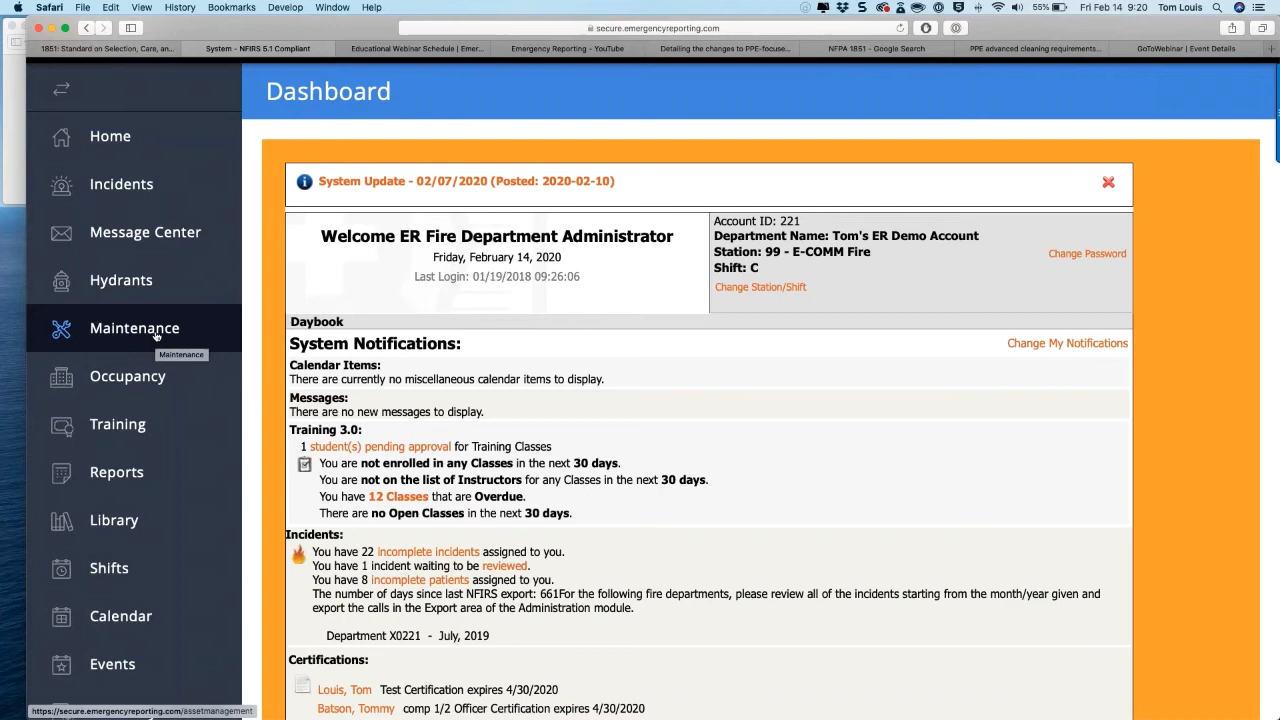 Safari File Edit View History Bookmarks Develop Window Help
Fri Feb 14 9:20 Tom Louis
secure.emergencyreporting.com
1851: Standard on Selection, Care, an...
System - NFIRS 5.1 Compliant
Educational Webinar Schedule | Emer...
Emergency Reporting - YouTube
Detailing the changes to PPE-focuse...
NFPA 1851 - Google Search
PPE advanced cleaning requirements...
GoToWebinar | Event Details
Dashboard
Home
Incidents
Message Center
Hydrants
Maintenance
Maintenance
Occupancy
Training
Reports
Library
Shifts
Calendar
Events
https://secure.emergencyreporting.com/assetmanagement
System Update - 02/07/2020 (Posted: 2020-02-10)
Welcome ER Fire Department Administrator
Friday, February 14, 2020
Last Login: 01/19/2018 09:26:06
Account ID: 221
Department Name: Tom's ER Demo Account
Station: 99 - E-COMM Fire
Shift: C
Change Station/Shift
Change Password
Daybook
System Notifications:
Change My Notifications
Calendar Items:
There are currently no miscellaneous calendar items to display.
Messages:
There are no new messages to display.
Training 3.0:
1 student(s) pending approval for Training Classes
You are not enrolled in any Classes in the next 30 days.
You are not on the list of Instructors for any Classes in the next 30 days.
You have 12 Classes that are Overdue.
There are no Open Classes in the next 30 days.
Incidents:
You have 22 incomplete incidents assigned to you.
You have 1 incident waiting to be reviewed.
You have 8 incomplete patients assigned to you.
The number of days since last NFIRS export: 661For the following fire departments, please review all of the incidents starting from the month/year given and
export the calls in the Export area of the Administration module.
Department X0221 - July, 2019
Certifications:
Louis, Tom Test Certification expires 4/30/2020
Batson, Tommy comp 1/2 Officer Certification expires 4/30/2020